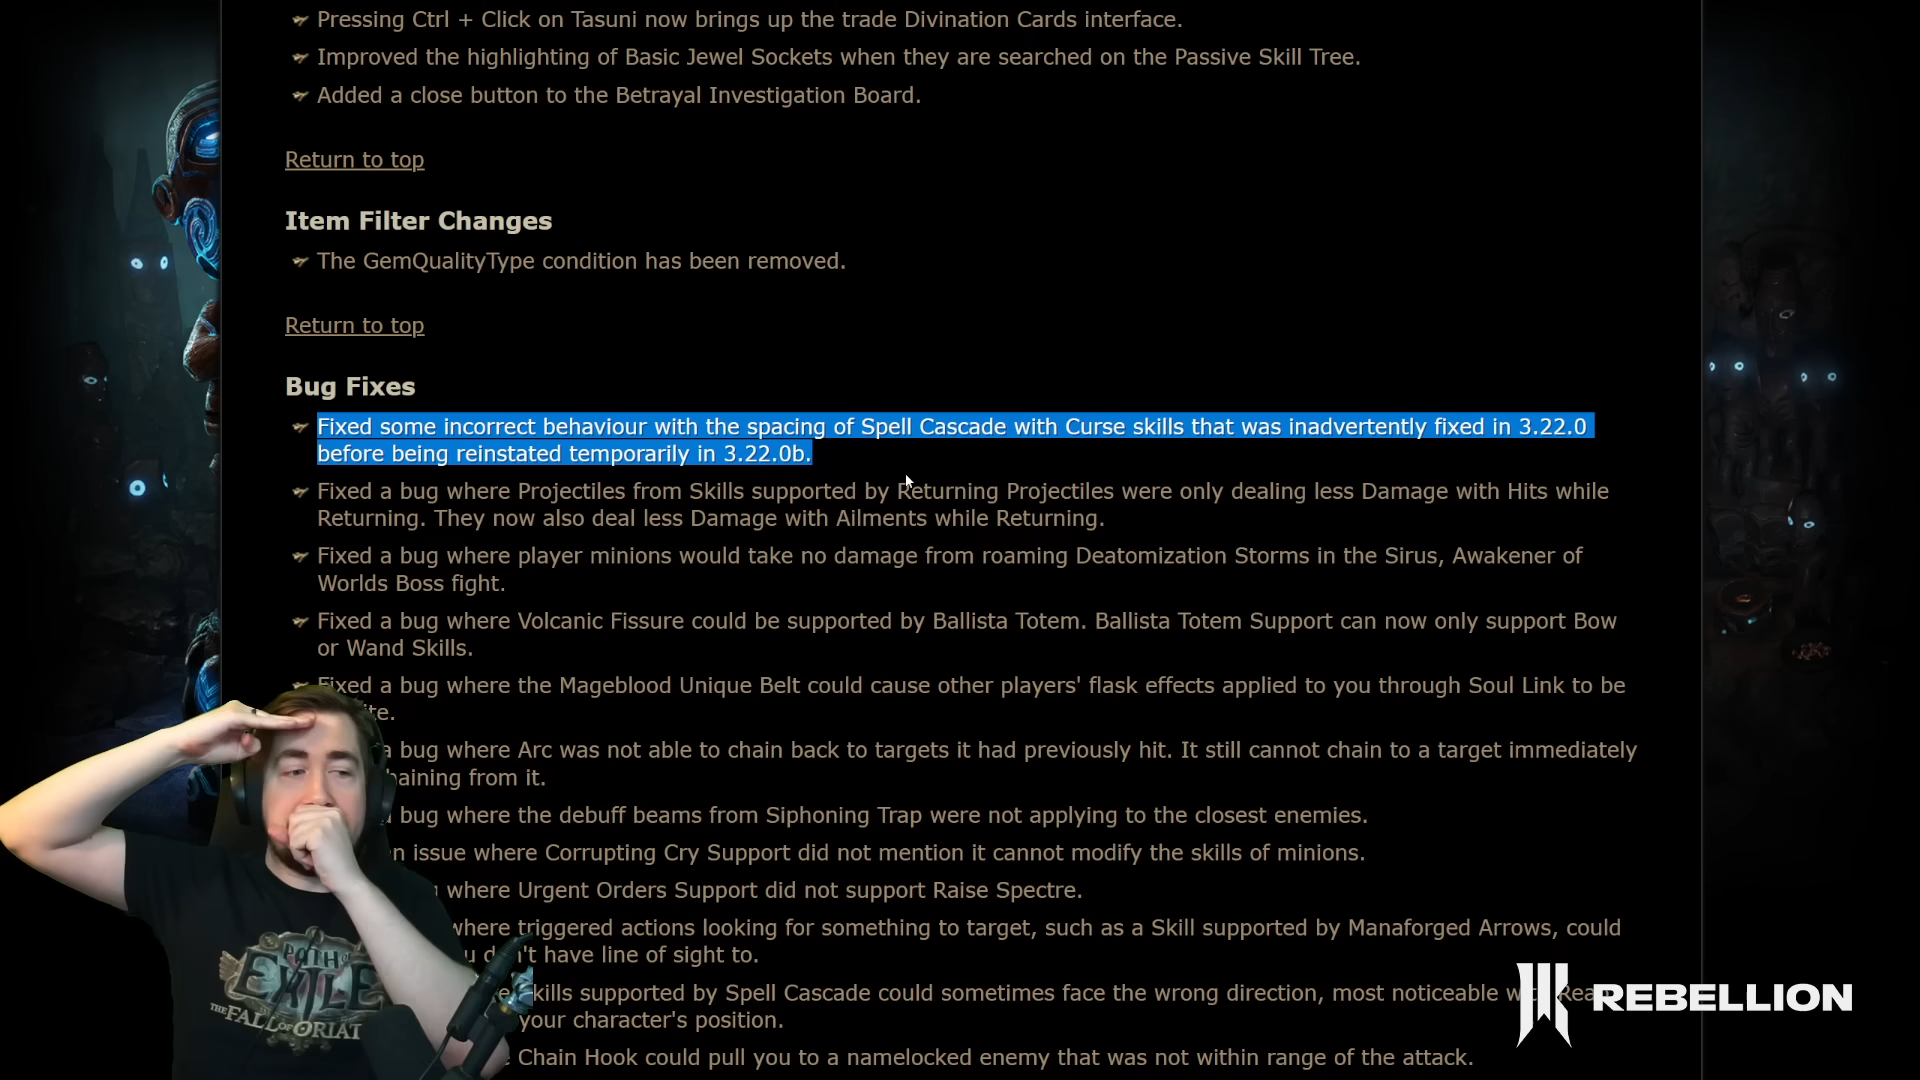 Pressing Ctrl + Click on Tasuni now brings up the trade Divination Cards interface.
Improved the highlighting of Basic Jewel Sockets when they are searched on the Passive Skill Tree.
Added a close button to the Betrayal Investigation Board.
Return to top
Item Filter Changes
The GemQualityType condition has been removed.
Return to top
Bug Fixes
Fixed some incorrect behaviour with the spacing of Spell Cascade with Curse skills that was inadvertently fixed in 3.22.0
before being reinstated temporarily in 3.22.0b.
Fixed a bug where Projectiles from Skills supported by Returning Projectiles were only dealing less Damage with Hits while
Returning. They now also deal less Damage with Ailments while Returning.
Fixed a bug where player minions would take no damage from roaming Deatomization Storms in the Sirus, Awakener of
Worlds Boss fight.
Fixed a bug where Volcanic Fissure could be supported by Ballista Totem. Ballista Totem Support can now only support Bow
or Wand Skills.
Fixed a bug where the Mageblood Unique Belt could cause other players' flask effects applied to you through Soul Link to be
a bug where Arc was not able to chain back to targets it had previously hit. It still cannot chain to a target immediately
from it.
bug where the debuff beams from Siphoning Trap were not applying to the closest enemies.
issue where Corrupting Cry Support did not mention it cannot modify the skills of minions.
where Urgent Orders Support did not support Raise Spectre.
where triggered actions looking for something to target, such as a Skill supported by Manaforged Arrows, could
have line of sight to.
supported by Spell Cascade could sometimes face the wrong direction, most noticeable
your character's position.
Chain Hook could pull you to a namelocked enemy that was not within range of the attack.
PATH OF
EXILE
THE FALL OF ORIATH
REBELLION